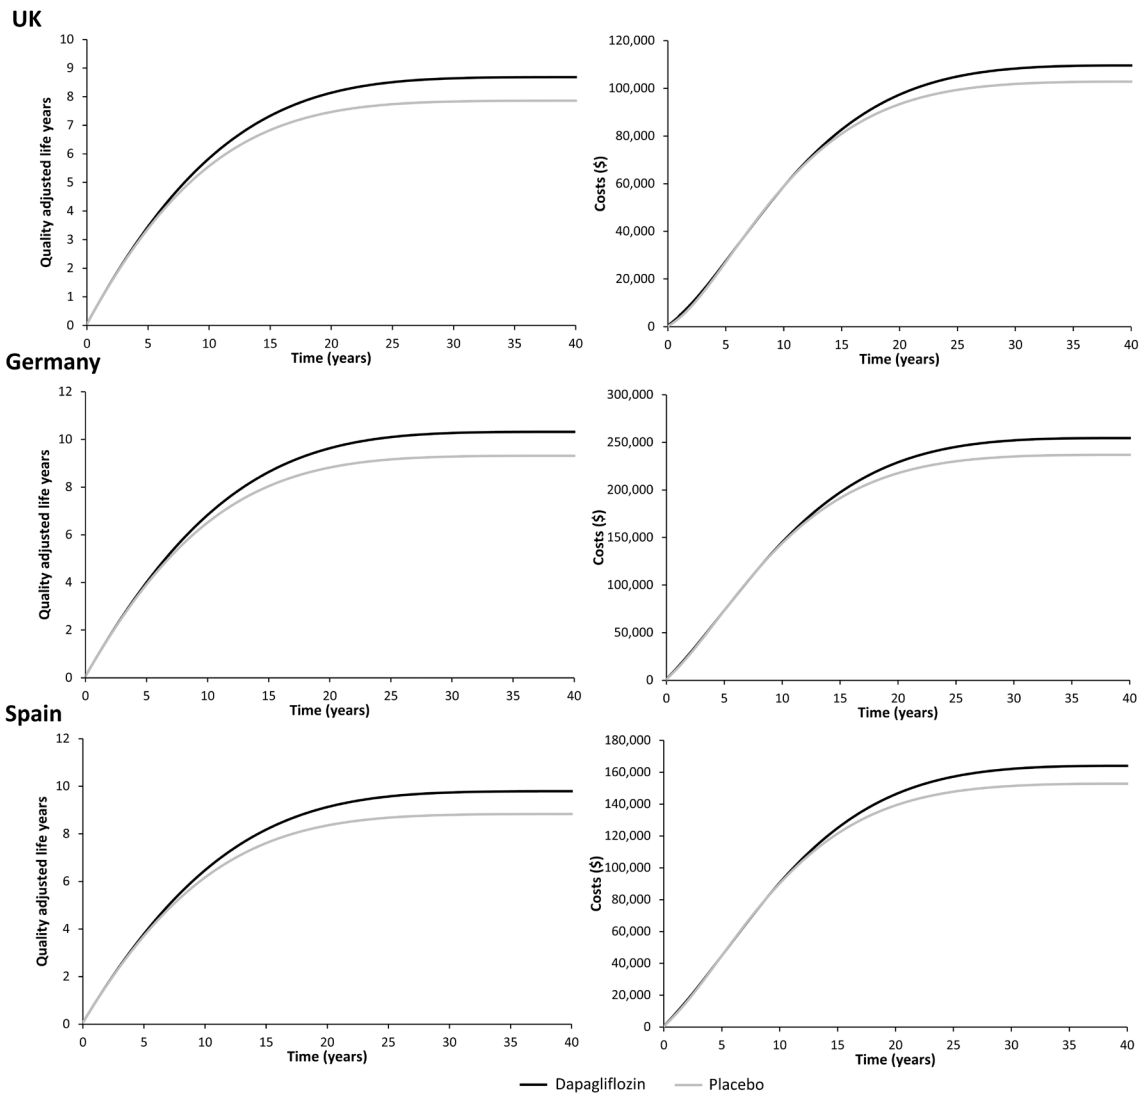 UK
Quality adjusted life years
10
9
8
7
6
5
4
3
2
1
0
0 5 10 15 20 25 30 35 40
Time (years)
Costs ($)
120,000
100,000
80,000
60,000
40,000
20,000
0
0 5 10 15 20 25 30 35 40
Time (years)
Germany
Quality adjusted life years
12
10
8
6
4
2
0
0 5 10 15 20 25 30 35 40
Time (years)
Costs ($)
300,000
250,000
200,000
150,000
100,000
50,000
0
0 5 10 15 20 25 30 35 40
Time (years)
Spain
Quality adjusted life years
12
10
8
6
4
2
0
0 5 10 15 20 25 30 35 40
Time (years)
Costs ($)
180,000
160,000
140,000
120,000
100,000
80,000
60,000
40,000
20,000
0
0 5 10 15 20 25 30 35 40
Time (years)
Dapagliflozin Placebo